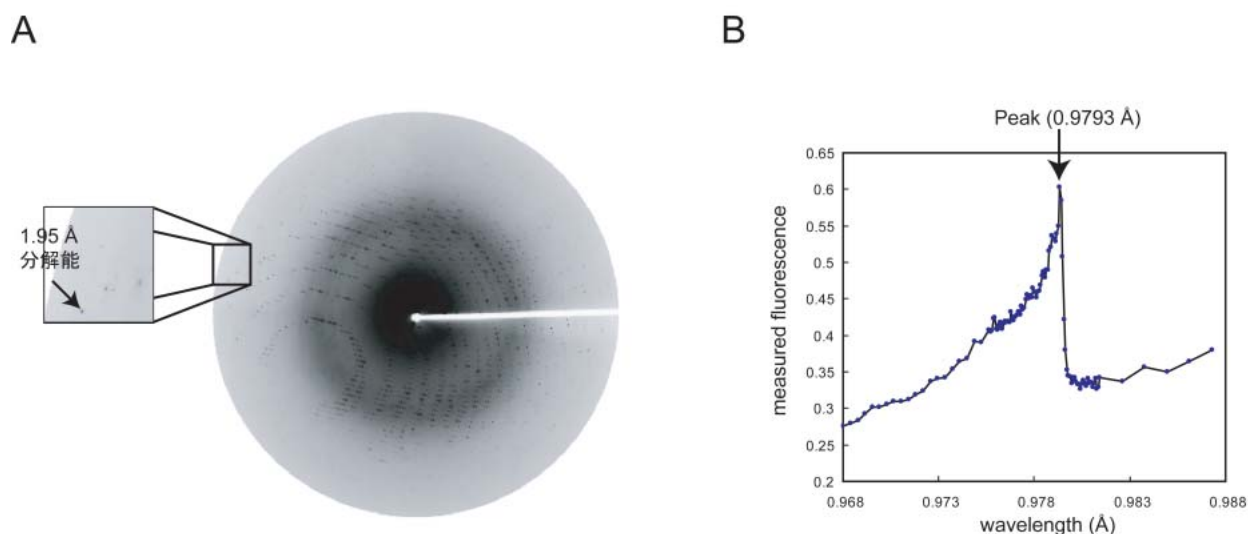 A
1.95 Å
分解能
B
Peak (0.9793 Å)
measured fluorescence
0.65
0.6
0.55
0.5
0.45
0.4
0.35
0.3
0.25
0.2
0.968
0.973
0.978
0.983
0.988
wavelength (Å)